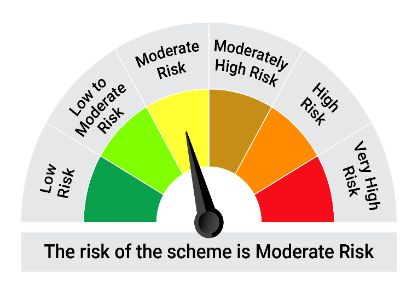 Low
Risk
Low to
Moderate
Risk
Moderate
Risk
Moderately
High Risk
High
Risk
Very High
Risk
The risk of the scheme is Moderate Risk